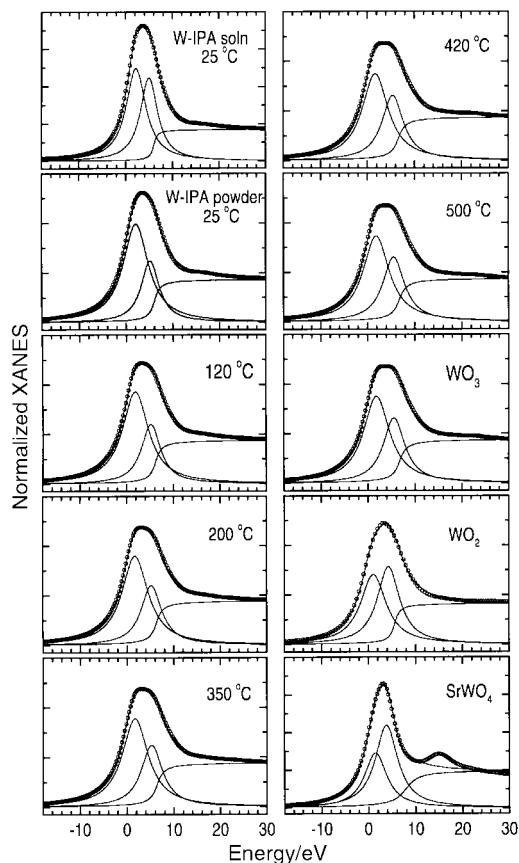 W-IPA soln
25 °C
420 °C
W-IPA powder
25 °C
500 °C
120 °C
WO3
200 °C
WO2
350 °C
SrWO4
Normalized XANES
-10 0 10 20 30
-10 0 10 20 30
Energy/eV